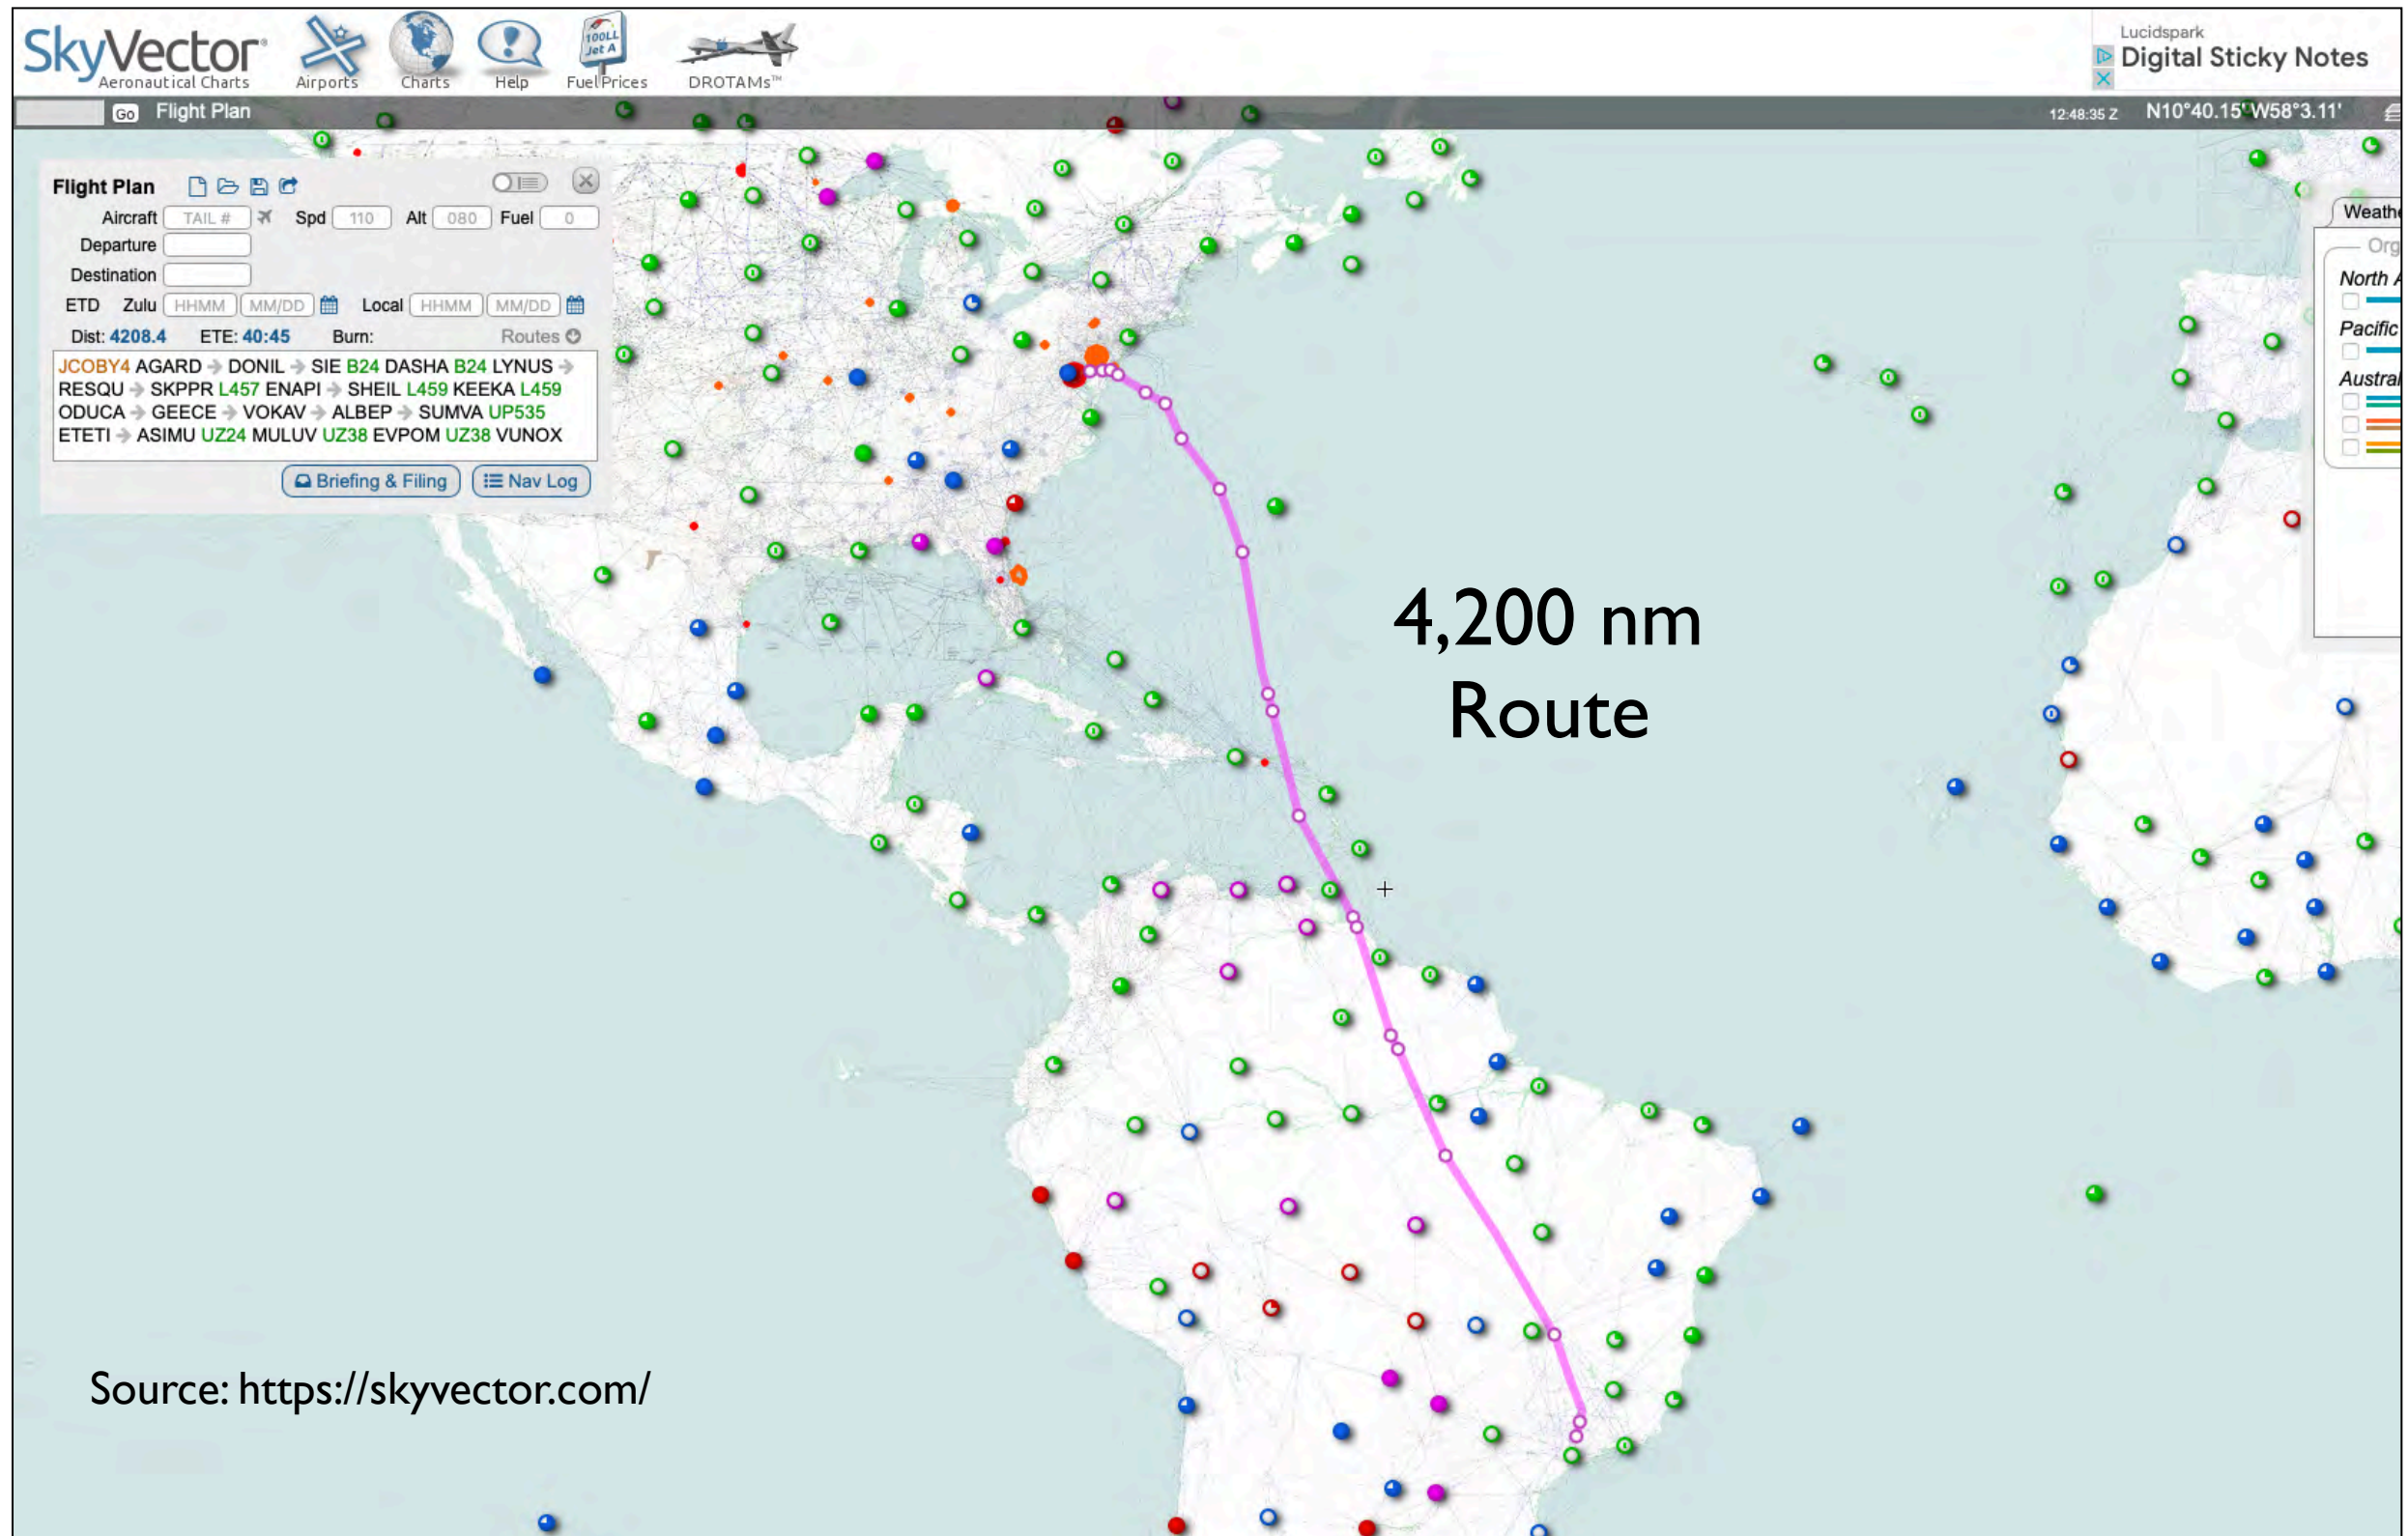 SkyVector®
Aeronautical Charts
Airports
Charts
Help
100LL
Jet A
Fuel Prices
DROTAMs™
Lucidspark
Digital Sticky Notes
Go Flight Plan
12:48:35 Z N10°40.15' W58°3.11'
Flight Plan
Aircraft TAIL # Spd 110 Alt 080 Fuel 0
Departure
Destination
ETD Zulu HHMM MM/DD Local HHMM MM/DD
Dist: 4208.4 ETE: 40:45 Burn: Routes
JCOBY4 AGARD → DONIL → SIE B24 DASHA B24 LYNUS →
RESQU → SKPPR L457 ENAPI → SHEIL L459 KEEKA L459
ODUCA → GEECE → VOKAV → ALBEP → SUMVA UP535
ETETI → ASIMU UZ24 MULUV UZ38 EVPOM UZ38 VUNOX
Briefing & Filing Nav Log
Weathe
Org
North A
Pacific
Austral
4,200 nm
Route
Source: https://skyvector.com/